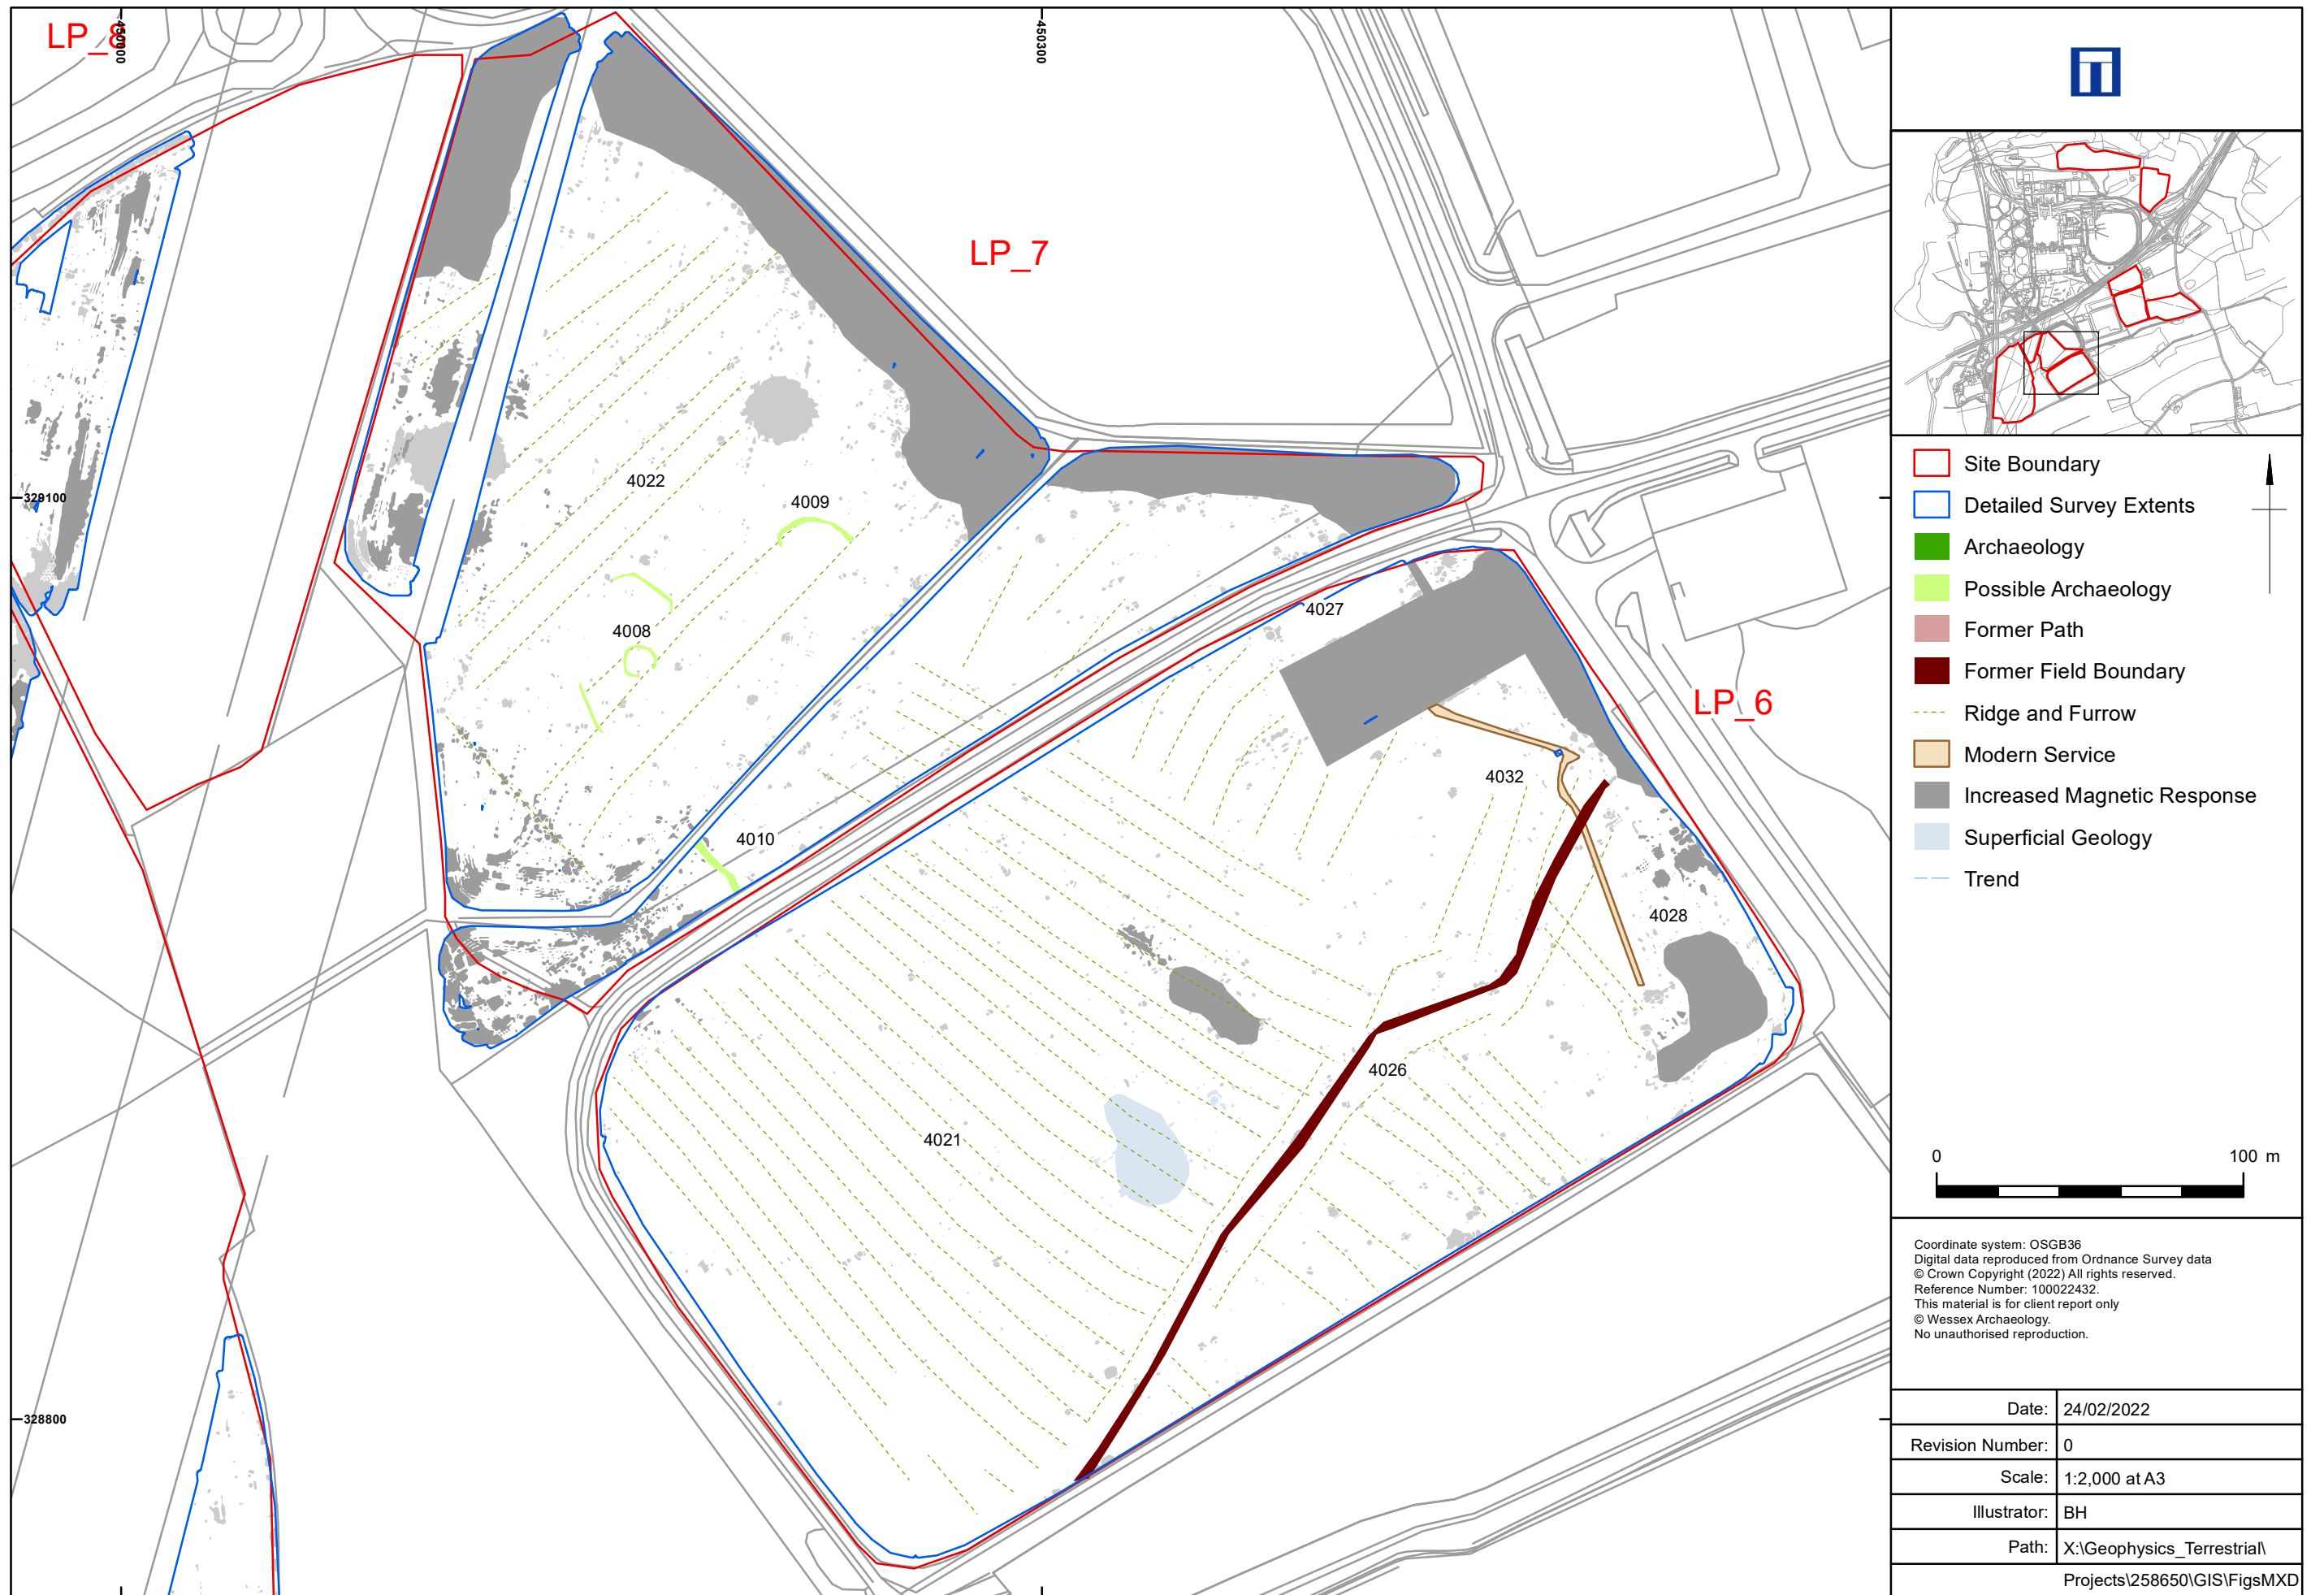 LP_8
450000
450300
LP_7
4022
4009
329100
4008
4027
LP_6
4032
4010
4028
4026
4021
328800
Site Boundary
Detailed Survey Extents
Archaeology
Possible Archaeology
Former Path
Former Field Boundary
Ridge and Furrow
Modern Service
Increased Magnetic Response
Superficial Geology
Trend
0 100 m
Coordinate system: OSGB36
Digital data reproduced from Ordnance Survey data
© Crown Copyright (2022) All rights reserved.
Reference Number: 100022432.
This material is for client report only
© Wessex Archaeology.
No unauthorised reproduction.
Date: 24/02/2022
Revision Number: 0
Scale: 1:2,000 at A3
Illustrator: BH
Path: X:\Geophysics_Terrestrial\
Projects\258650\GIS\FigsMXD